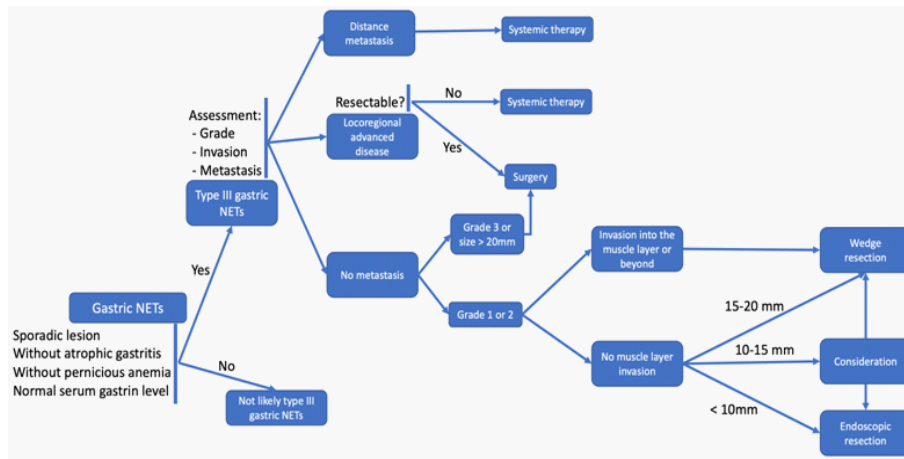 Distance
metastasis
Systemic therapy
Resectable?
No
Systemic therapy
Assessment:
- Grade
- Invasion
- Metastasis
Locoregional
advanced
disease
Yes
Surgery
Type III gastric
NETs
Grade 3 or
size > 20mm
Invasion into the
muscle layer or
beyond
Wedge
resection
Yes
No metastasis
Gastric NETs
Grade 1 or 2
15-20 mm
Sporadic lesion
Without atrophic gastritis
Without pernicious anemia
Normal serum gastrin level
No
No muscle layer
invasion
10-15 mm
Consideration
Not likely type III
gastric NETs
< 10mm
Endoscopic
resection